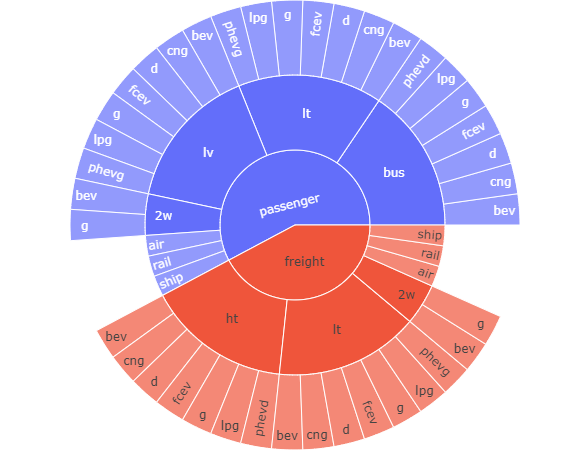 passenger
bus
bev
cng
d
fcev
g
lpg
phevd
lt
bev
cng
d
fcev
g
lpg
phevg
lv
bev
cng
d
fcev
g
lpg
phevg
2w
bev
g
air
rail
ship
freight
ht
bev
cng
d
fcev
g
lpg
phevd
lt
bev
cng
d
fcev
g
lpg
phevg
2w
bev
g
air
rail
ship